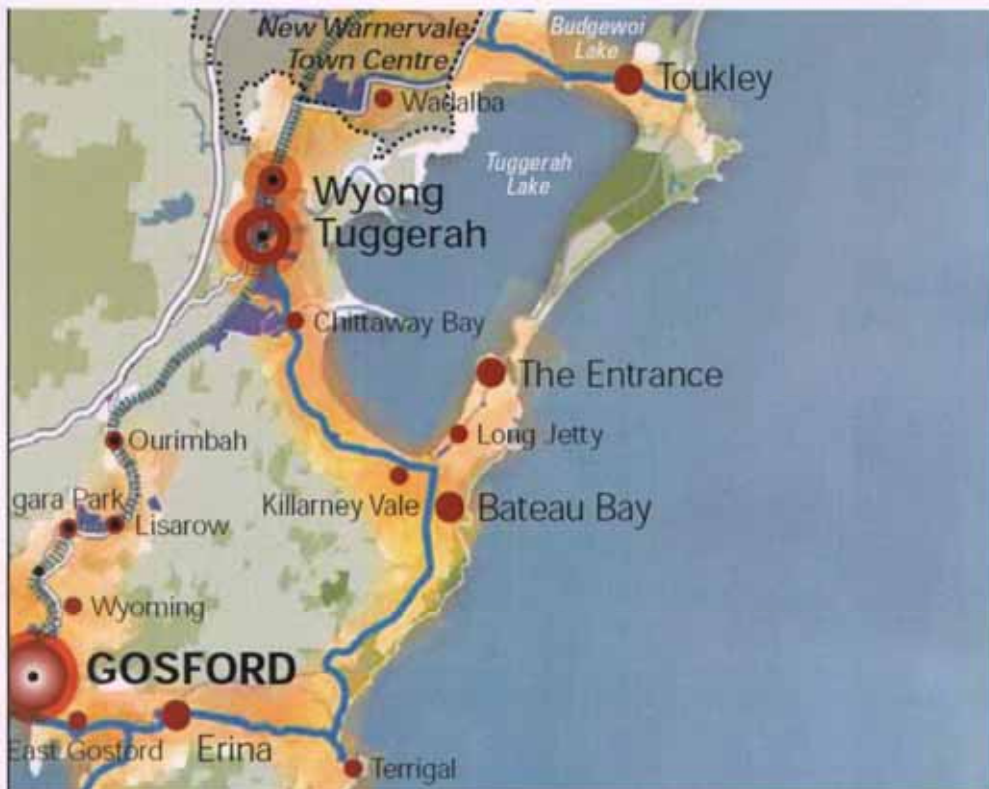 New Warnervale
Town Centre
Budgewoi
Lake
Toukley
Wadalba
Tuggerah
Lake
Wyong
Tuggerah
Chittaway Bay
The Entrance
Long Jetty
Ourimbah
Killarney Vale
Bateau Bay
gara Park
Lisarow
Wyoming
GOSFORD
East Gosford
Erina
Terrigal